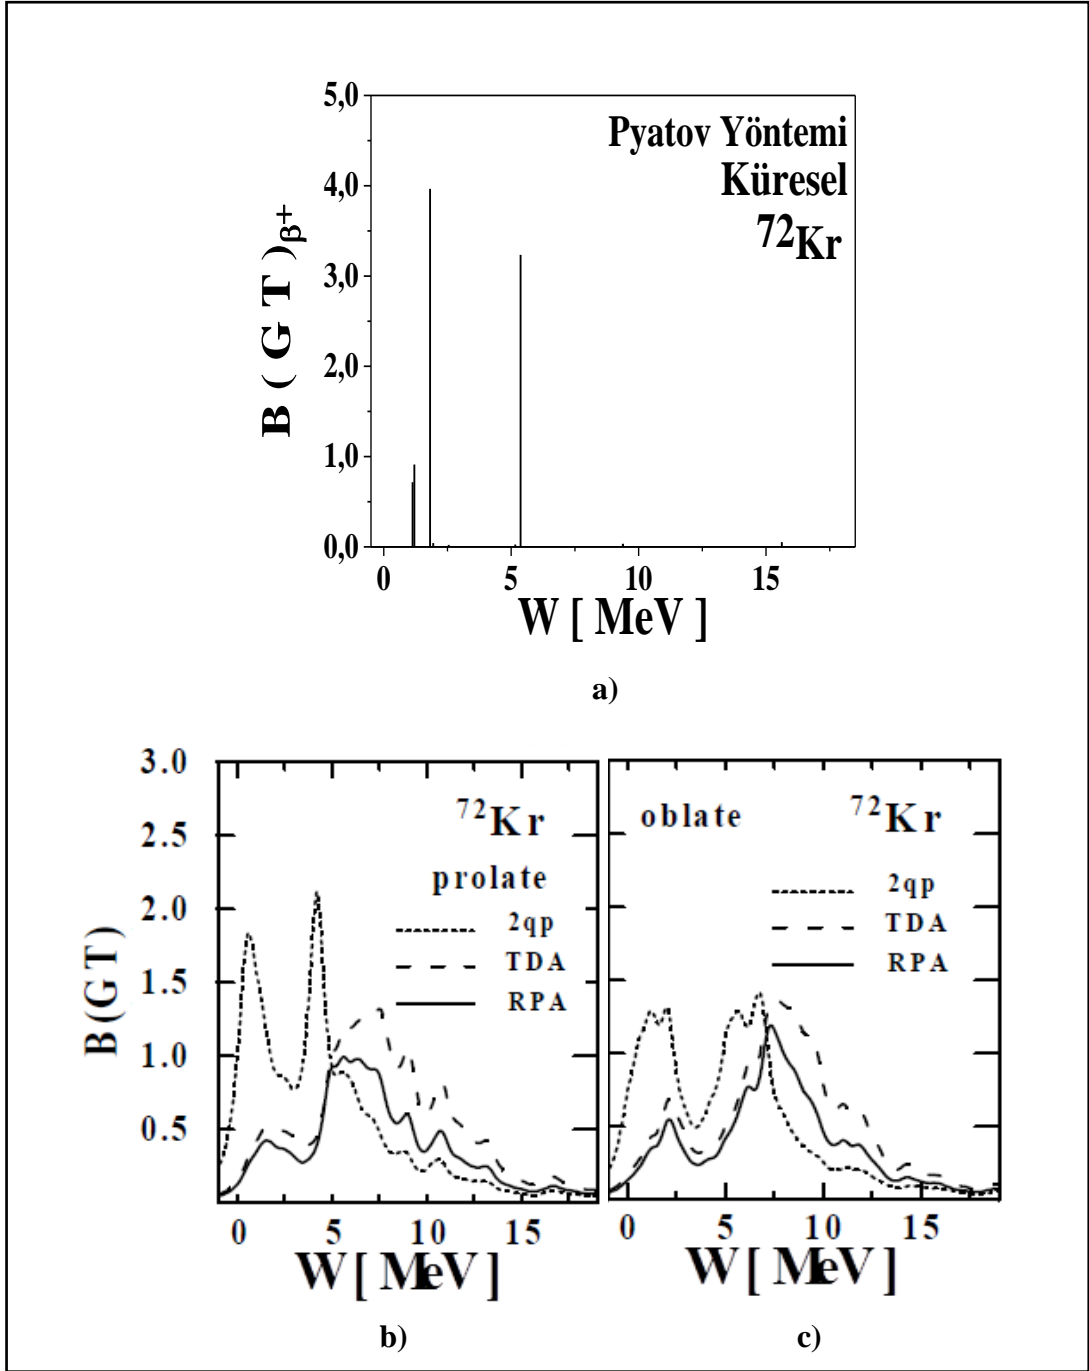 5,0
4,0
3,0
2,0
1,0
0,0
B ( G T )β+
Pyatov Yöntemi
Küresel
72Kr
0 5 10 15
W [ MeV ]
a)
3.0
2.5
2.0
1.5
1.0
0.5
B(GT)
72Kr
prolate
2qp
TDA
RPA
0 5 10 15
W[ MeV ]
b)
oblate 72Kr
2qp
TDA
RPA
0 5 10 15
W[ MeV ]
c)